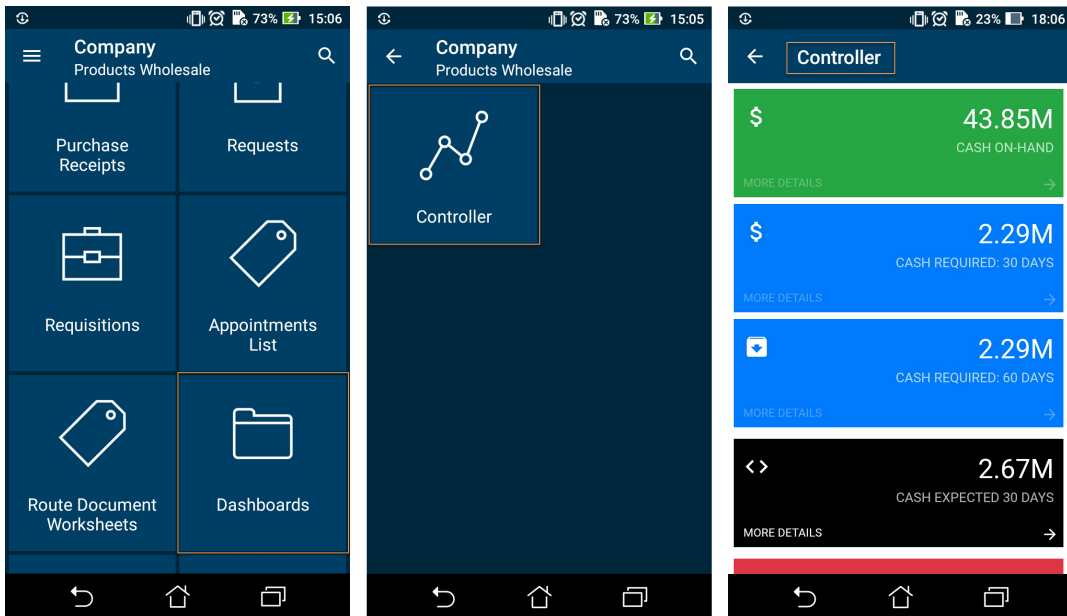 73% 15:06
Company
Products Wholesale
Purchase
Receipts
Requests
Requisitions
Appointments
List
Route Document
Worksheets
Dashboards
73% 15:05
Company
Products Wholesale
Controller
23% 18:06
Controller
$
43.85M
CASH ON-HAND
MORE DETAILS
$
2.29M
CASH REQUIRED: 30 DAYS
MORE DETAILS
2.29M
CASH REQUIRED: 60 DAYS
MORE DETAILS
2.67M
CASH EXPECTED 30 DAYS
MORE DETAILS